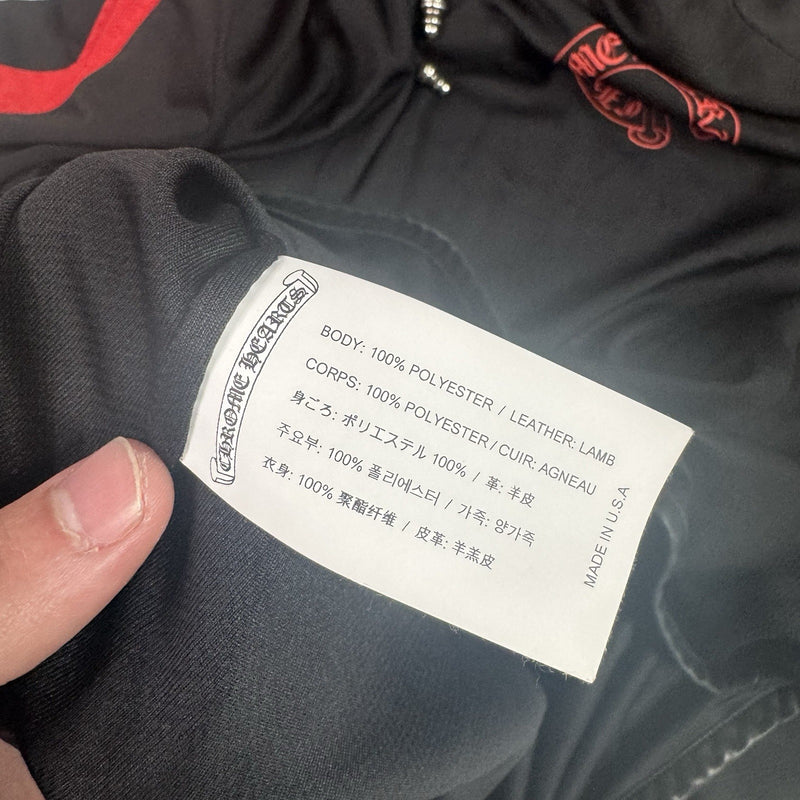 CHROME HEARTS
BODY: 100% POLYESTER / LEATHER: LAMB
CORPS: 100% POLYESTER / CUIR: AGNEAU
身ごろ: ポリエステル 100% / 革: 羊皮
주요부: 100% 폴리에스터 / 가죽: 양가죽
衣身: 100% 聚酯纤维 / 皮革: 羊羔皮
MADE IN U.S.A